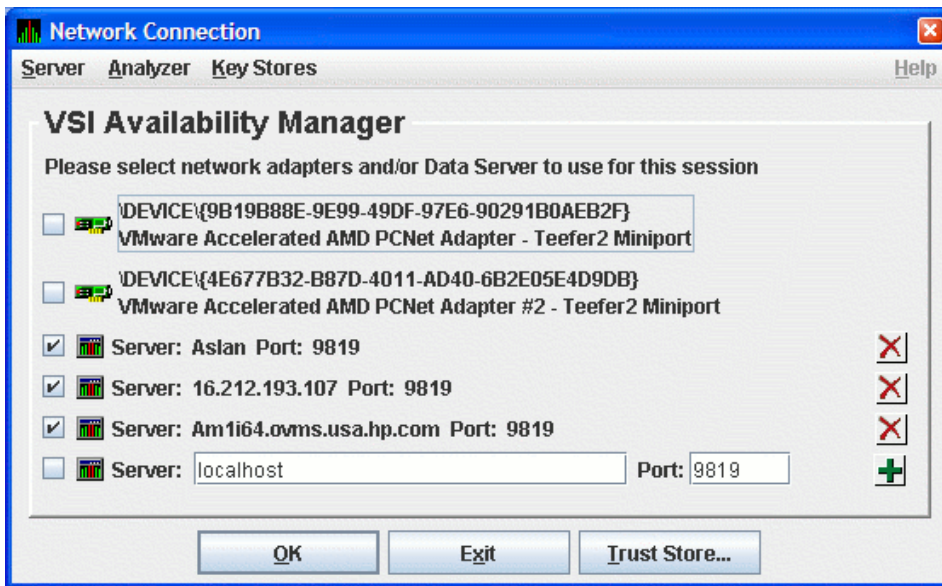 Network Connection
Server Analyzer Key Stores Help
VSI Availability Manager
Please select network adapters and/or Data Server to use for this session
\DEVICE\{9B19B88E-9E99-49DF-97E6-90291B0AEB2F}
VMware Accelerated AMD PCNet Adapter - Teefer2 Miniport
\DEVICE\{4E677B32-B87D-4011-AD40-6B2E05E4D9DB}
VMware Accelerated AMD PCNet Adapter #2 - Teefer2 Miniport
Server: Aslan Port: 9819
Server: 16.212.193.107 Port: 9819
Server: Am1i64.ovms.usa.hp.com Port: 9819
Server: localhost Port: 9819
OK Exit Trust Store...